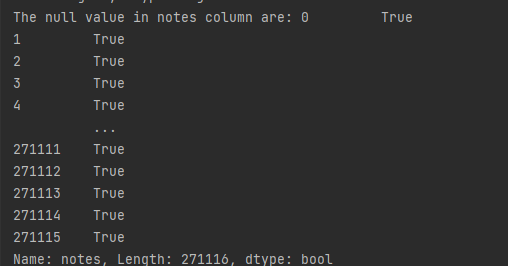 The null value in notes column are: 0         True
1         True
2         True
3         True
4         True
          ...
271111    True
271112    True
271113    True
271114    True
271115    True
Name: notes, Length: 271116, dtype: bool